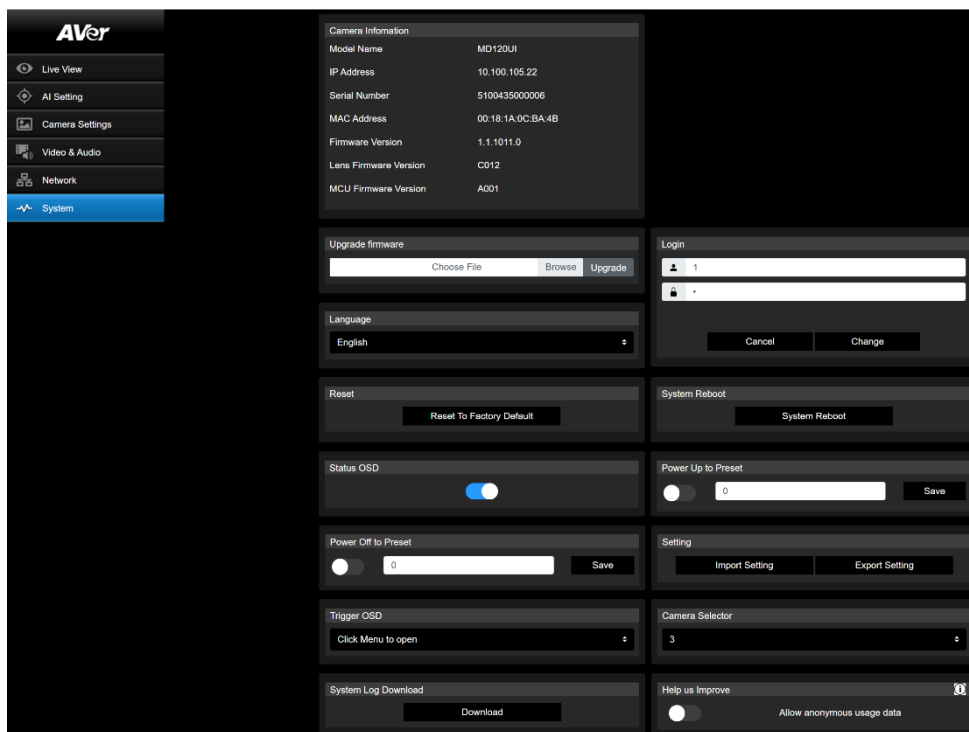 AVer
Live View
AI Setting
Camera Settings
Video & Audio
Network
System
Camera Infomation
Model Name MD120UI
IP Address 10.100.105.22
Serial Number 5100435000006
MAC Address 00:18:1A:0C:BA:4B
Firmware Version 1.1.1011.0
Lens Firmware Version C012
MCU Firmware Version A001
Upgrade firmware
Choose File Browse Upgrade
Login
1
Cancel Change
Language
English
Reset
Reset To Factory Default
System Reboot
System Reboot
Status OSD
Power Up to Preset
0 Save
Power Off to Preset
0 Save
Setting
Import Setting Export Setting
Trigger OSD
Click Menu to open
Camera Selector
3
System Log Download
Download
Help us Improve
Allow anonymous usage data